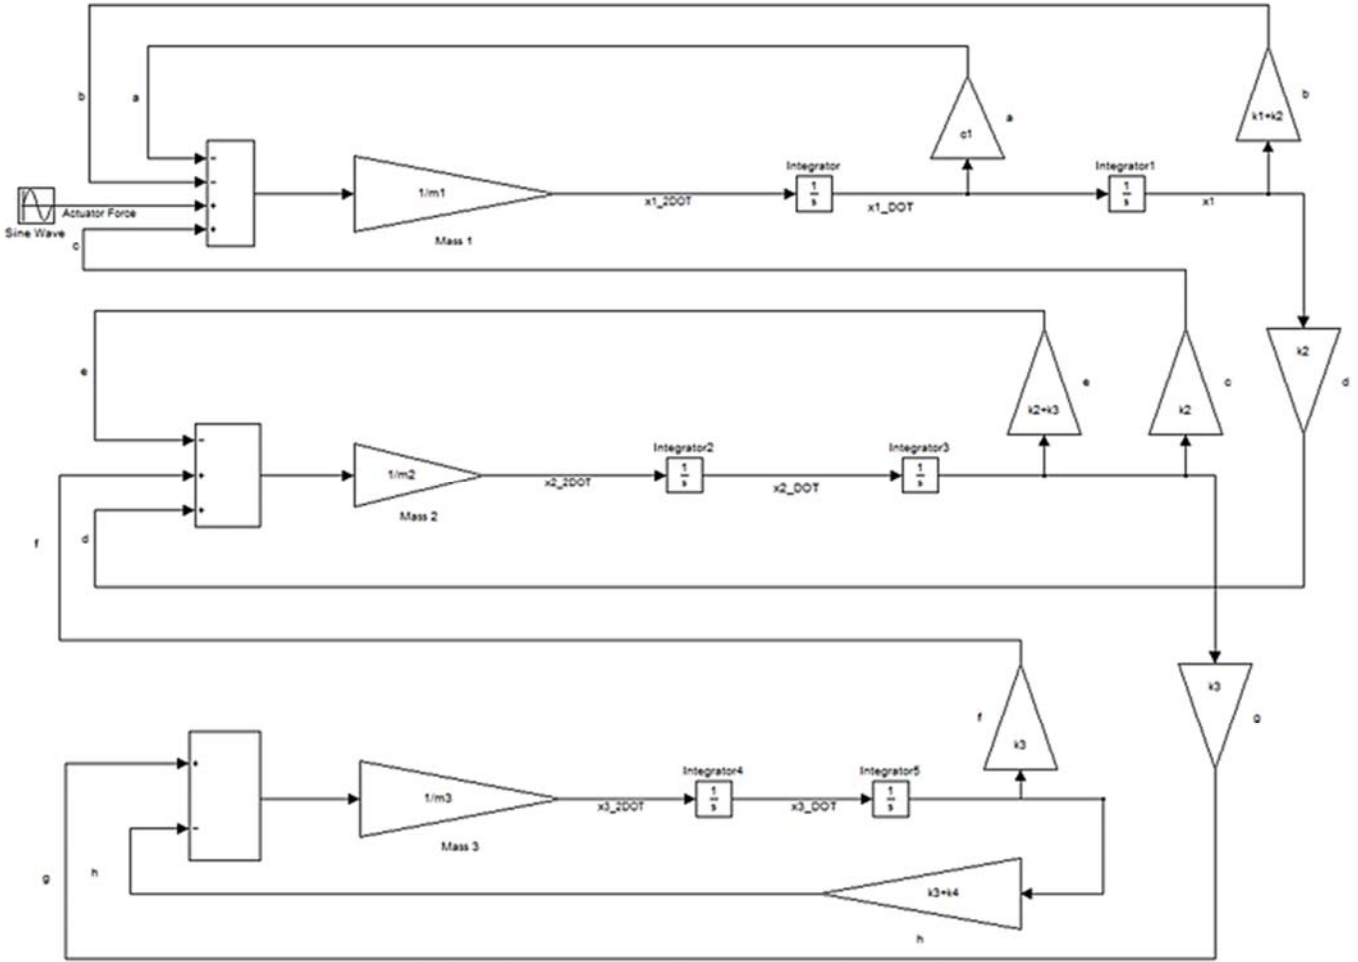 b
a
c1
a
k1+k2
b
-
-
+
+
1/m1
Mass 1
x1_2DOT
Integrator
1
s
x1_DOT
Integrator1
1
s
x1
Actuator Force
Sine Wave
c
e
k2+k3
e
k2
c
k2
d
-
+
+
1/m2
Mass 2
x2_2DOT
Integrator2
1
s
x2_DOT
Integrator3
1
s
f
d
k3
f
k3
g
+
-
1/m3
Mass 3
x3_2DOT
Integrator4
1
s
x3_DOT
Integrator5
1
s
g
h
k3+k4
h